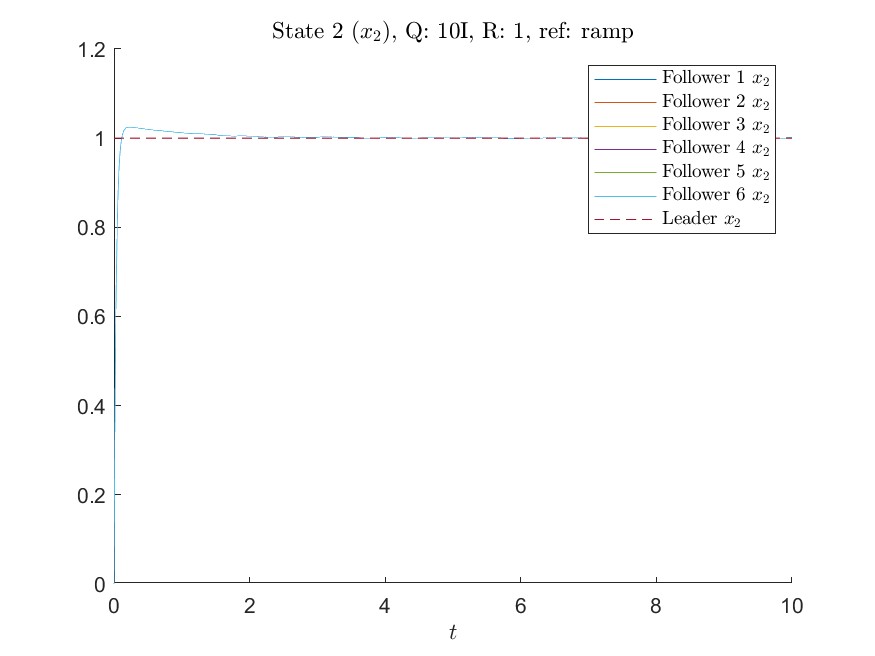 State 2 (x₂), Q: 10I, R: 1, ref: ramp
1.2
1
0.8
0.6
0.4
0.2
0
Follower 1 x₂
Follower 2 x₂
Follower 3 x₂
Follower 4 x₂
Follower 5 x₂
Follower 6 x₂
Leader x₂
0 2 4 6 8 10
t